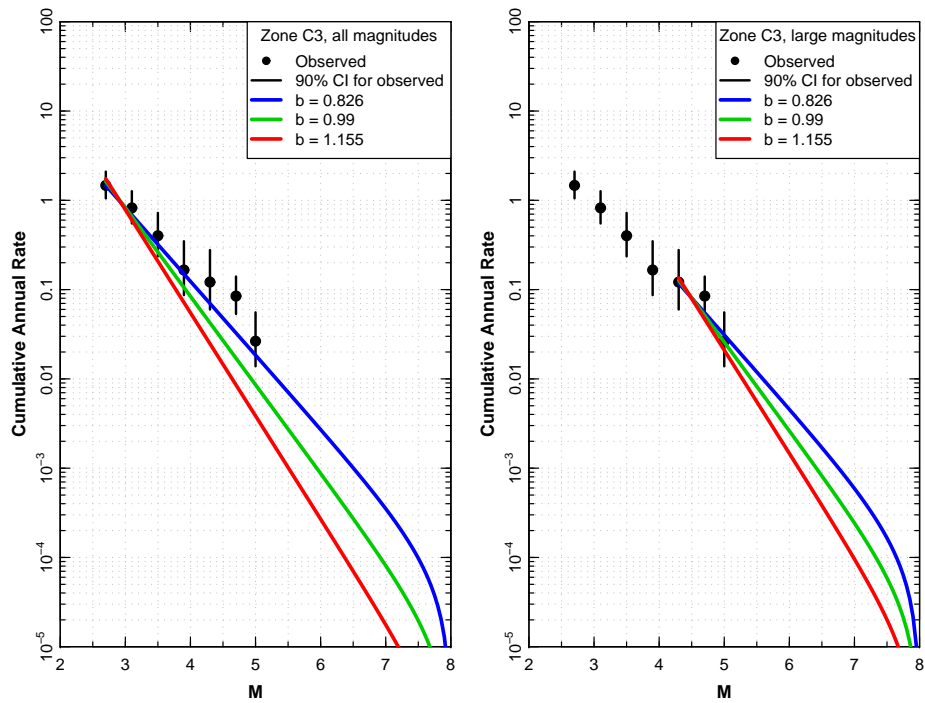 Zone C3, all magnitudes
Observed
90% CI for observed
b = 0.826
b = 0.99
b = 1.155
100
10
1
0.1
0.01
10⁻³
10⁻⁴
10⁻⁵
Cumulative Annual Rate
2 3 4 5 6 7 8
M
Zone C3, large magnitudes
Observed
90% CI for observed
b = 0.826
b = 0.99
b = 1.155
100
10
1
0.1
0.01
10⁻³
10⁻⁴
10⁻⁵
Cumulative Annual Rate
2 3 4 5 6 7 8
M